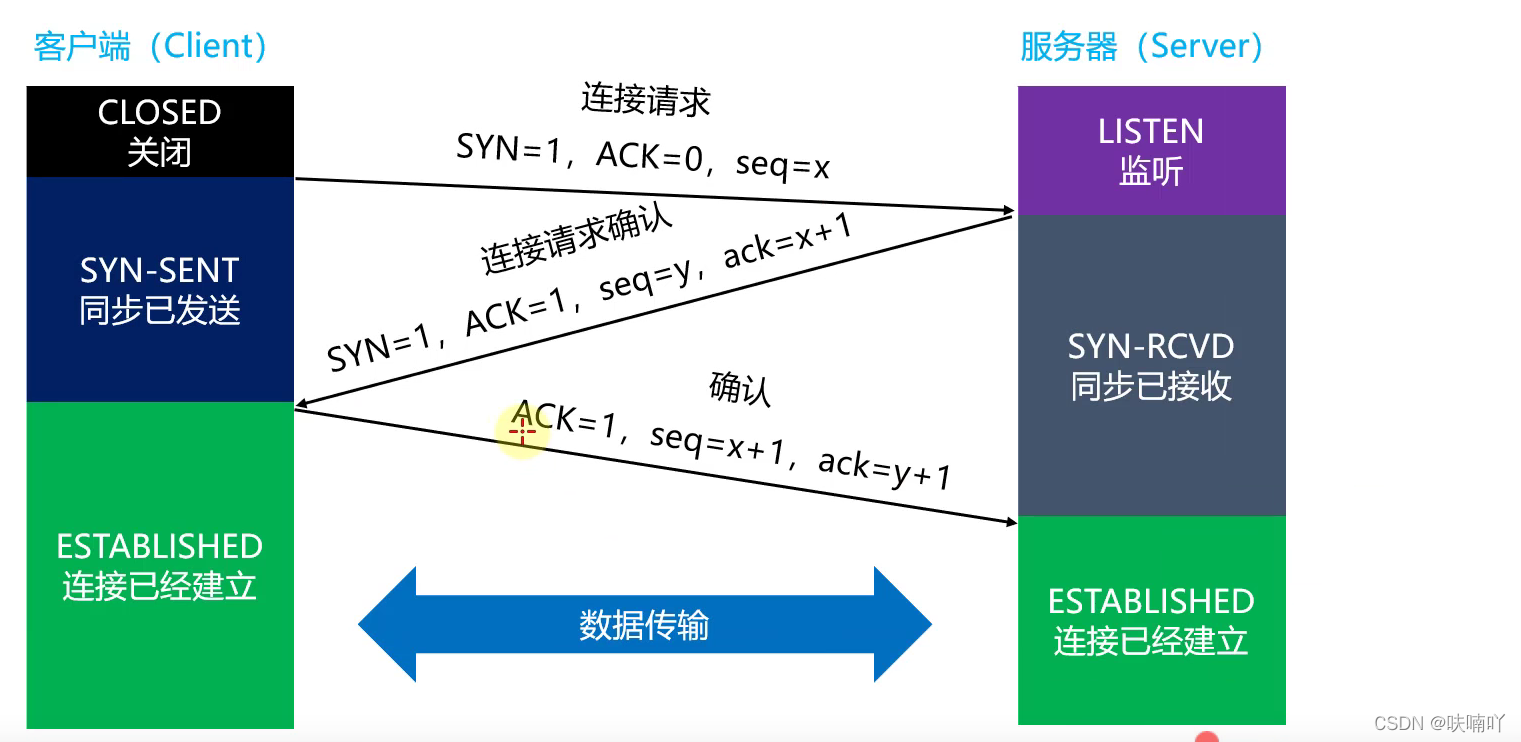 客户端（Client）
服务器（Server）
CLOSED
关闭
连接请求
SYN=1，ACK=0，seq=x
LISTEN
监听
连接请求确认
SYN=1，ACK=1，seq=y，ack=x+1
SYN-SENT
同步已发送
SYN-RCVD
同步已接收
确认
ACK=1，seq=x+1，ack=y+1
ESTABLISHED
连接已经建立
数据传输
ESTABLISHED
连接已经建立
CSDN @呋喃吖